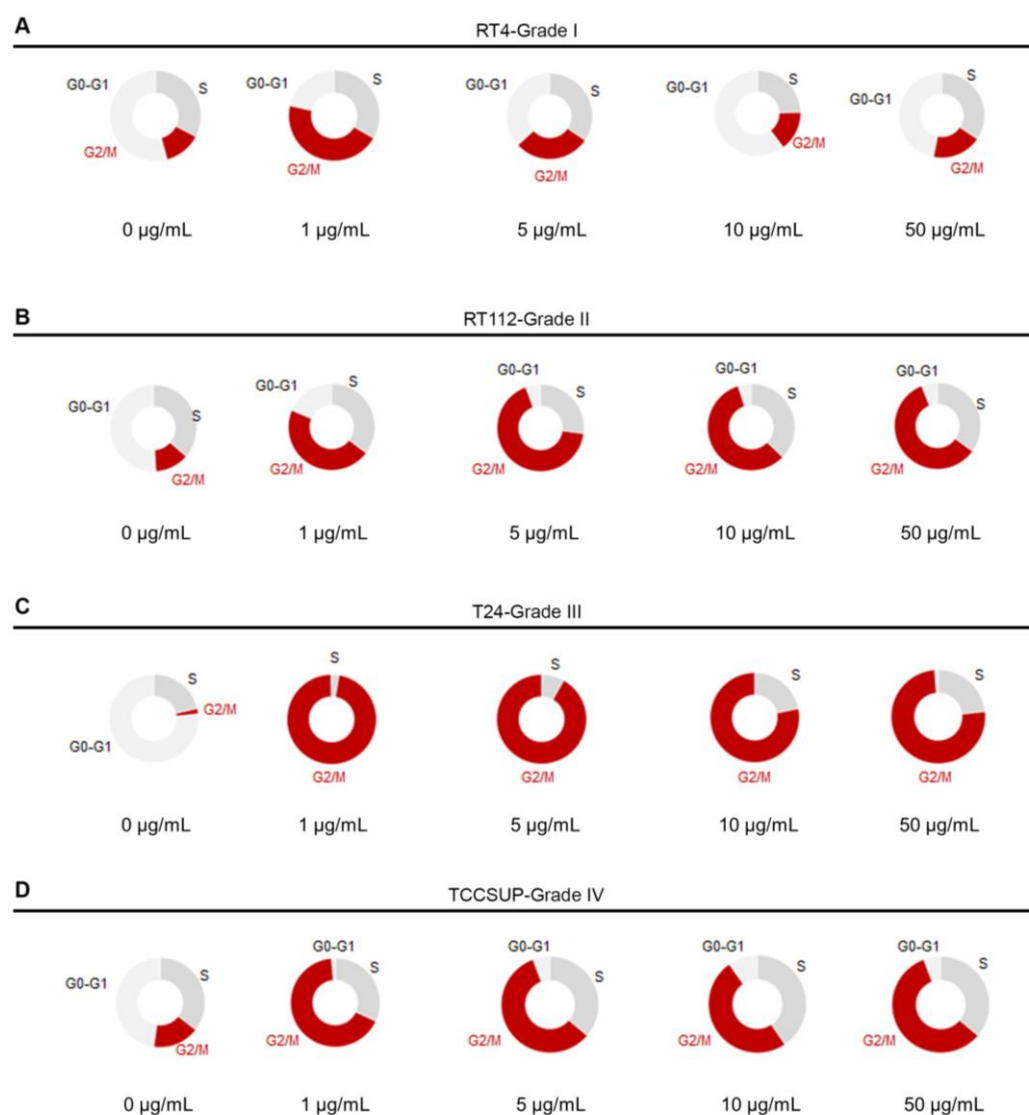 A
RT4-Grade I
G0-G1 S G0-G1 S G0-G1 S G0-G1 S G0-G1 S
G2/M G2/M G2/M G2/M G2/M
0 µg/mL 1 µg/mL 5 µg/mL 10 µg/mL 50 µg/mL
B
RT112-Grade II
G0-G1 S G0-G1 S G0-G1 S G0-G1 S G0-G1 S
G2/M G2/M G2/M G2/M G2/M
0 µg/mL 1 µg/mL 5 µg/mL 10 µg/mL 50 µg/mL
C
T24-Grade III
S S S S S
G0-G1 G2/M G2/M G2/M G2/M G2/M
0 µg/mL 1 µg/mL 5 µg/mL 10 µg/mL 50 µg/mL
D
TCCSUP-Grade IV
G0-G1 S G0-G1 S G0-G1 S G0-G1 S G0-G1 S
G2/M G2/M G2/M G2/M G2/M
0 µg/mL 1 µg/mL 5 µg/mL 10 µg/mL 50 µg/mL